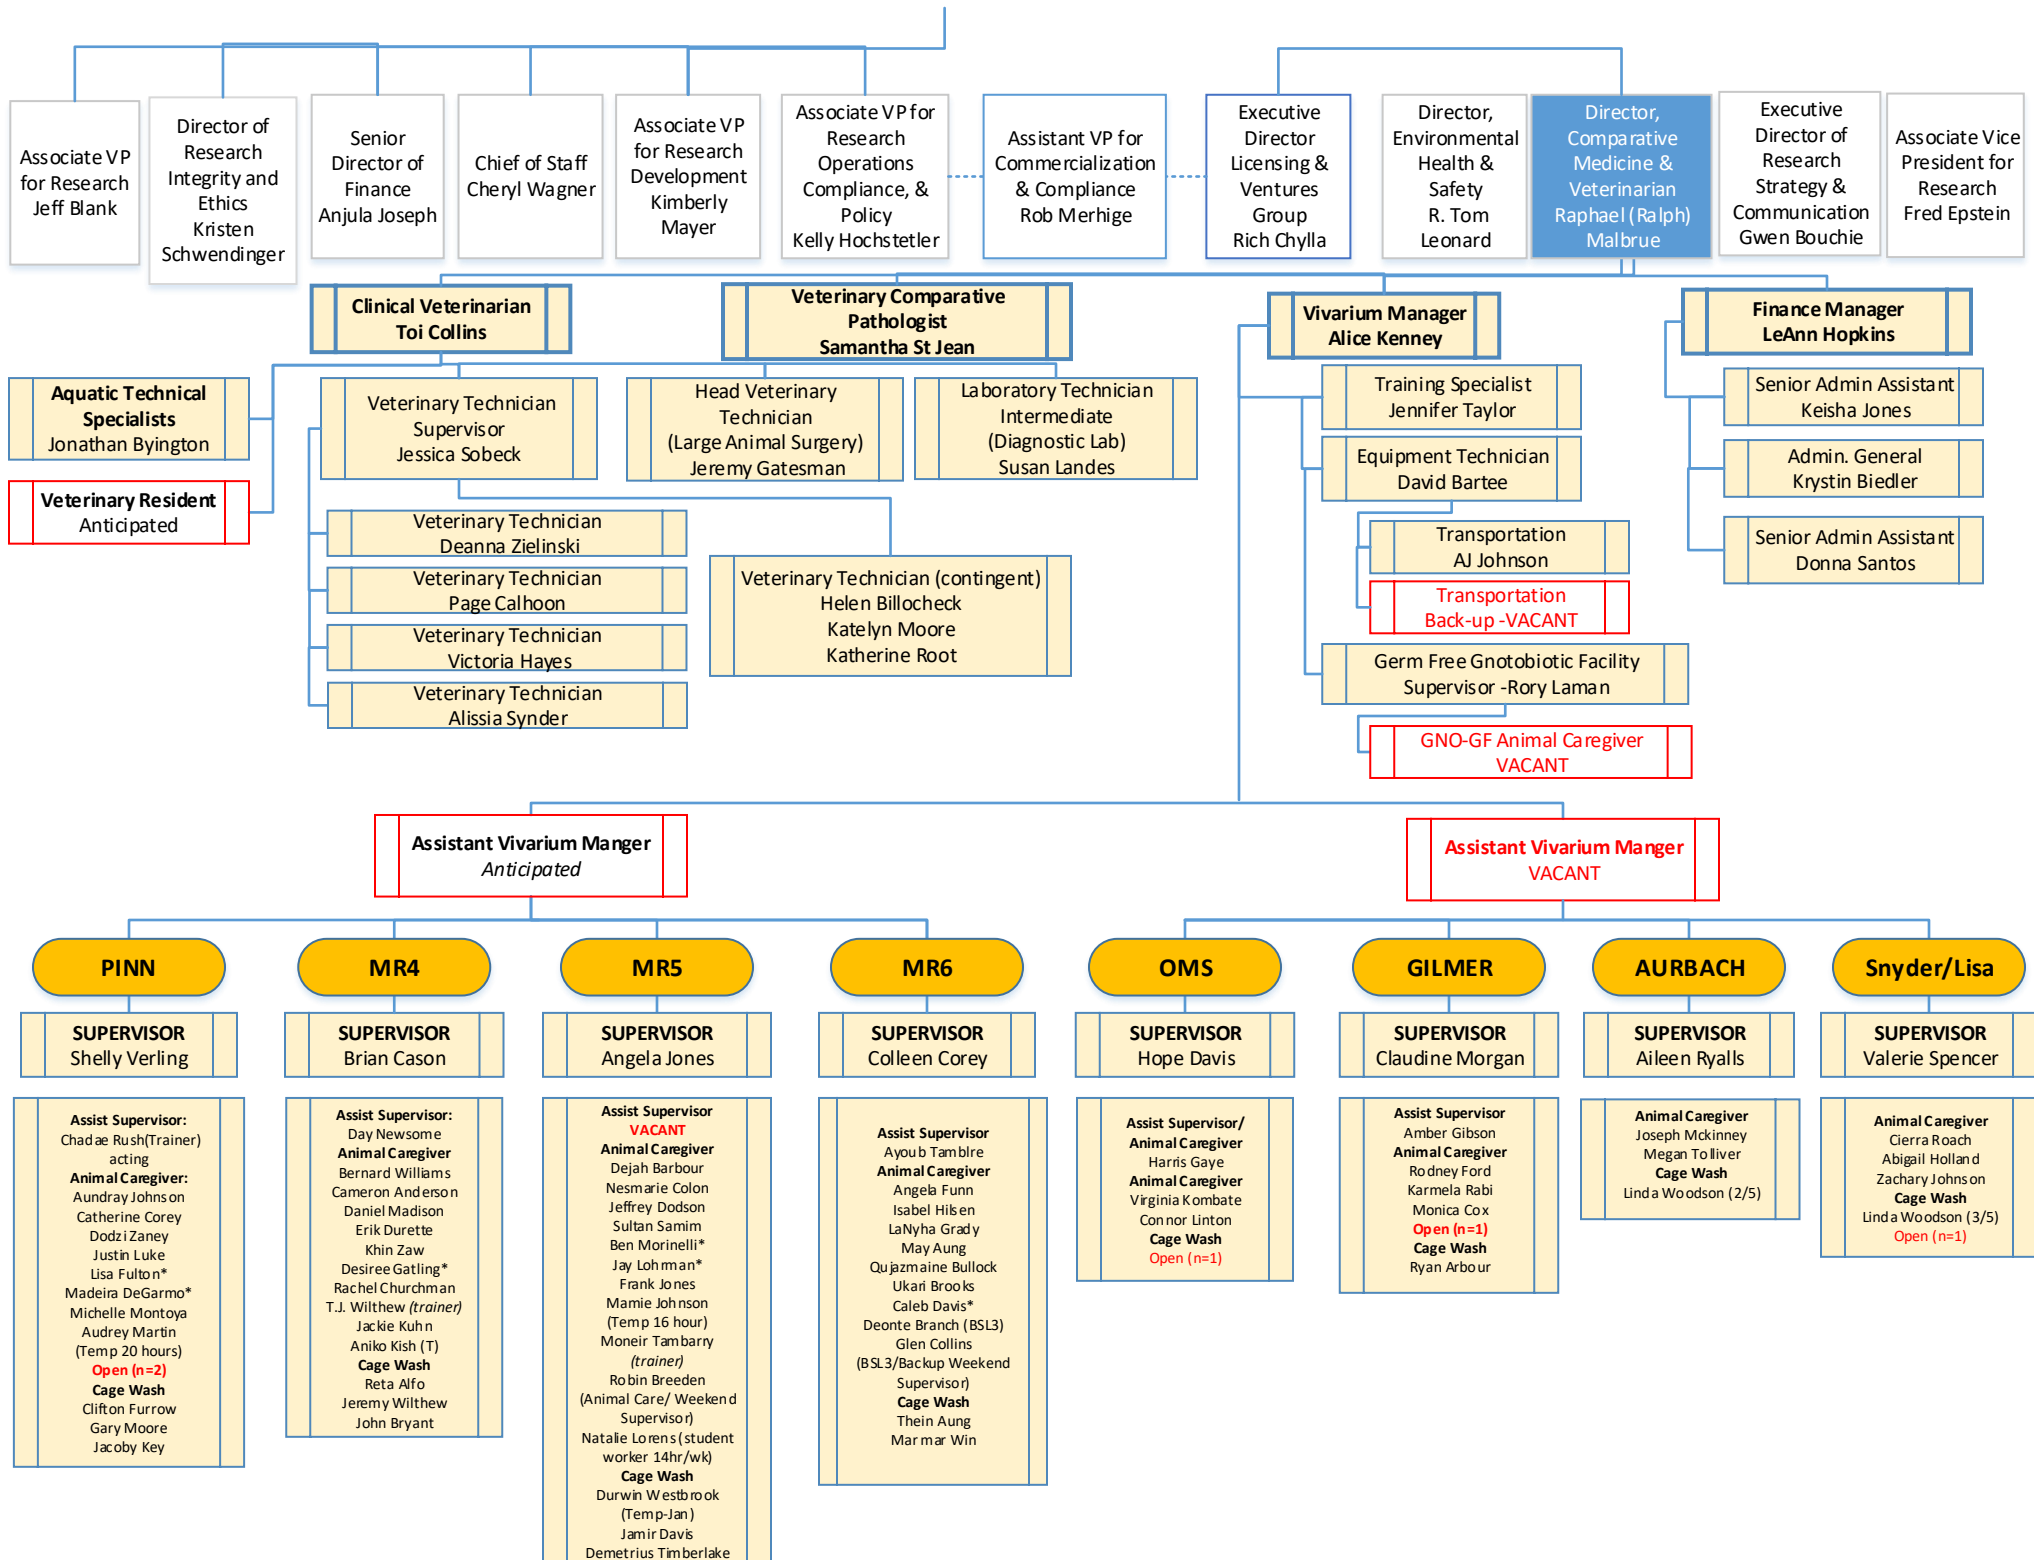 Associate VP
for Research
Jeff Blank
Director of
Research
Integrity and
Ethics
Kristen
Schwendinger
Senior
Director of
Finance
Anjula Joseph
Chief of Staff
Cheryl Wagner
Associate VP
for Research
Development
Kimberly
Mayer
Associate VP for
Research
Operations
Compliance, &
Policy
Kelly Hochstetler
Assistant VP for
Commercialization
& Compliance
Rob Merhige
Executive
Director
Licensing &
Ventures
Group
Rich Chylla
Director,
Environmental
Health &
Safety
R. Tom
Leonard
Director,
Comparative
Medicine &
Veterinarian
Raphael (Ralph)
Malbrue
Executive
Director of
Research
Strategy &
Communication
Gwen Bouchie
Associate Vice
President for
Research
Fred Epstein
Clinical Veterinarian
Toi Collins
Veterinary Comparative
Pathologist
Samantha St Jean
Vivarium Manager
Alice Kenney
Finance Manager
LeAnn Hopkins
Aquatic Technical
Specialists
Jonathan Byington
Veterinary Resident
Anticipated
Veterinary Technician
Supervisor
Jessica Sobeck
Head Veterinary
Technician
(Large Animal Surgery)
Jeremy Gatesman
Laboratory Technician
Intermediate
(Diagnostic Lab)
Susan Landes
Veterinary Technician
Deanna Zielinski
Veterinary Technician
Page Calhoon
Veterinary Technician
Victoria Hayes
Veterinary Technician
Alissia Synder
Veterinary Technician (contingent)
Helen Billocheck
Katelyn Moore
Katherine Root
Training Specialist
Jennifer Taylor
Equipment Technician
David Bartee
Transportation
AJ Johnson
Transportation
Back-up -VACANT
Germ Free Gnotobiotic Facility
Supervisor -Rory Laman
GNO-GF Animal Caregiver
VACANT
Senior Admin Assistant
Keisha Jones
Admin. General
Krystin Biedler
Senior Admin Assistant
Donna Santos
Assistant Vivarium Manger
Anticipated
Assistant Vivarium Manger
VACANT
PINN
SUPERVISOR
Shelly Verling
Assist Supervisor:
Chadae Rush(Trainer)
acting
Animal Caregiver:
Aundray Johnson
Catherine Corey
Dodzi Zaney
Justin Luke
Lisa Fulton*
Madeira DeGarmo*
Michelle Montoya
Audrey Martin
(Temp 20 hours)
Open (n=2)
Cage Wash
Clifton Furrow
Gary Moore
Jacoby Key
MR4
SUPERVISOR
Brian Cason
Assist Supervisor:
Day Newsome
Animal Caregiver
Bernard Williams
Cameron Anderson
Daniel Madison
Erik Durette
Khin Zaw
Desiree Gatling*
Rachel Churchman
T.J. Wilthew (trainer)
Jackie Kuhn
Aniko Kish (T)
Cage Wash
Reta Alfo
Jeremy Wilthew
John Bryant
MR5
SUPERVISOR
Angela Jones
Assist Supervisor
VACANT
Animal Caregiver
Dejah Barbour
Nesmarie Colon
Jeffrey Dodson
Sultan Samim
Ben Morinelli*
Jay Lohrman*
Frank Jones
Mamie Johnson
(Temp 16 hour)
Moneir Tambarry
(trainer)
Robin Breeden
(Animal Care/ Weekend
Supervisor)
Natalie Lorens (student
worker 14hr/wk)
Cage Wash
Durwin Westbrook
(Temp-Jan)
Jamir Davis
Demetrius Timberlake
MR6
SUPERVISOR
Colleen Corey
Assist Supervisor
Ayoub Tamblre
Animal Caregiver
Angela Funn
Isabel Hilsen
LaNyha Grady
May Aung
Qujazmaine Bullock
Ukari Brooks
Caleb Davis*
Deonte Branch (BSL3)
Glen Collins
(BSL3/Backup Weekend
Supervisor)
Cage Wash
Thein Aung
Mar mar Win
OMS
SUPERVISOR
Hope Davis
Assist Supervisor/
Animal Caregiver
Harris Gaye
Animal Caregiver
Virginia Kombate
Connor Linton
Cage Wash
Open (n=1)
GILMER
SUPERVISOR
Claudine Morgan
Assist Supervisor
Amber Gibson
Animal Caregiver
Rodney Ford
Karmela Rabi
Monica Cox
Open (n=1)
Cage Wash
Ryan Arbour
AURBACH
SUPERVISOR
Aileen Ryalls
Animal Caregiver
Joseph Mckinney
Megan Tolliver
Cage Wash
Linda Woodson (2/5)
Snyder/Lisa
SUPERVISOR
Valerie Spencer
Animal Caregiver
Cierra Roach
Abigail Holland
Zachary Johnson
Cage Wash
Linda Woodson (3/5)
Open (n=1)